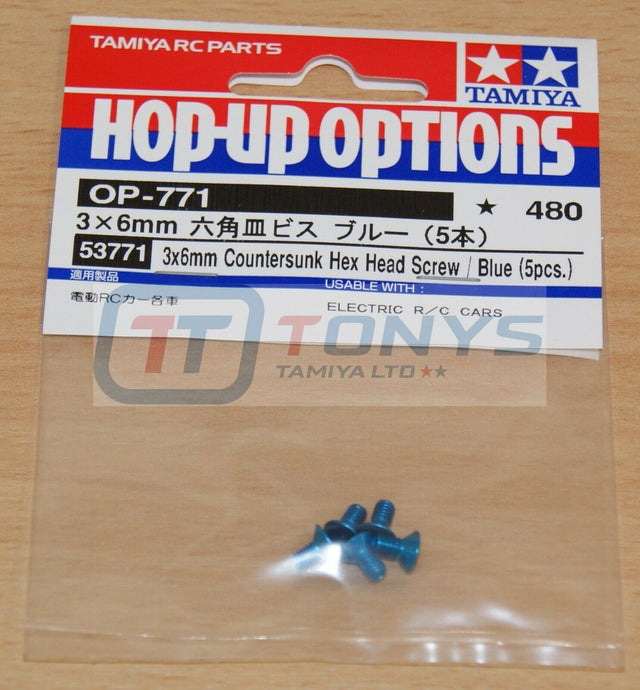 TAMIYA RC PARTS
TAMIYA
HOP-UP OPTIONS
OP-771 ★ 480
3×6mm 六角皿ビス ブルー (5本)
53771 3x6mm Countersunk Hex Head Screw / Blue (5pcs.)
適用製品 USABLE WITH :
電動RCカー各車 ELECTRIC R/C CARS
TT TONYS
TAMIYA LTD ★★